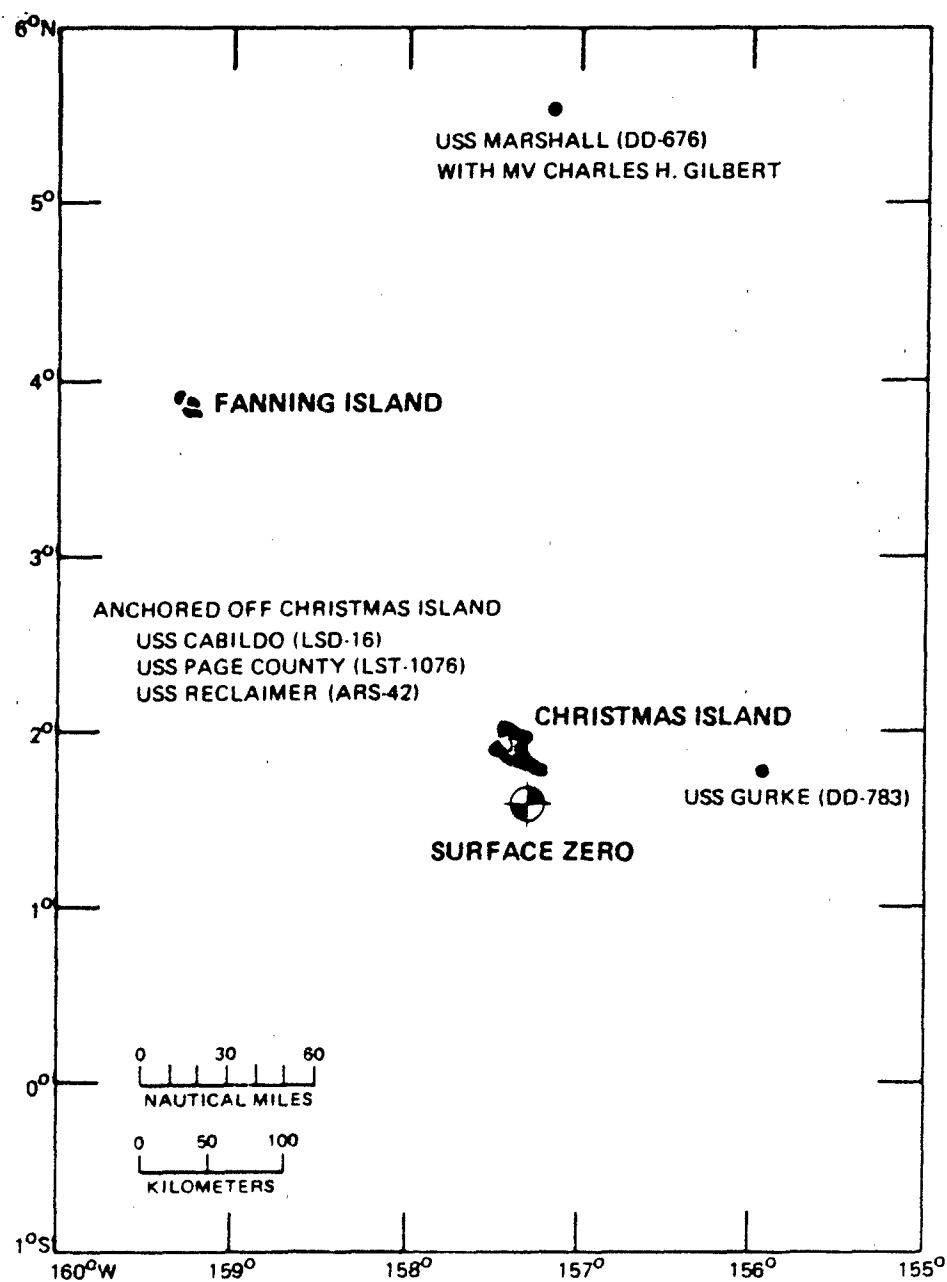 6°N
USS MARSHALL (DD-676)
WITH MV CHARLES H. GILBERT
5°
4°
FANNING ISLAND
3°
ANCHORED OFF CHRISTMAS ISLAND
USS CABILDO (LSD-16)
USS PAGE COUNTY (LST-1076)
USS RECLAIMER (ARS-42)
CHRISTMAS ISLAND
2°
USS GURKE (DD-783)
SURFACE ZERO
1°
0 30 60
0°
NAUTICAL MILES
0 50 100
KILOMETERS
1°S
160°W 159° 158° 157° 156° 155°